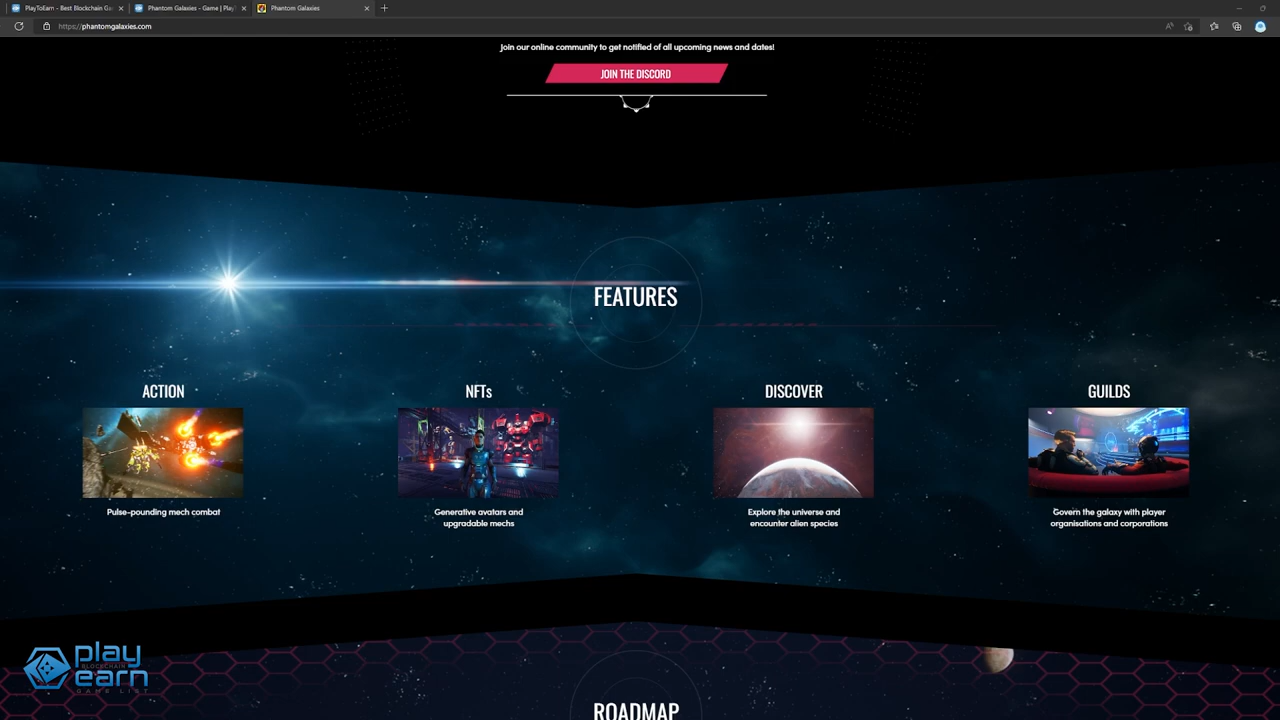 PlayToEarn - Best Blockchain Ga
Phantom Galaxies - Game | Play
Phantom Galaxies
https://phantomgalaxies.com
Join our online community to get notified of all upcoming news and dates!
JOIN THE DISCORD
FEATURES
ACTION
Pulse-pounding mech combat
NFTs
Generative avatars and
upgradable mechs
DISCOVER
Explore the universe and
encounter alien species
GUILDS
Govern the galaxy with player
organisations and corporations
play
BLOCKCHAIN
earn
GAME LIST
ROADMAP